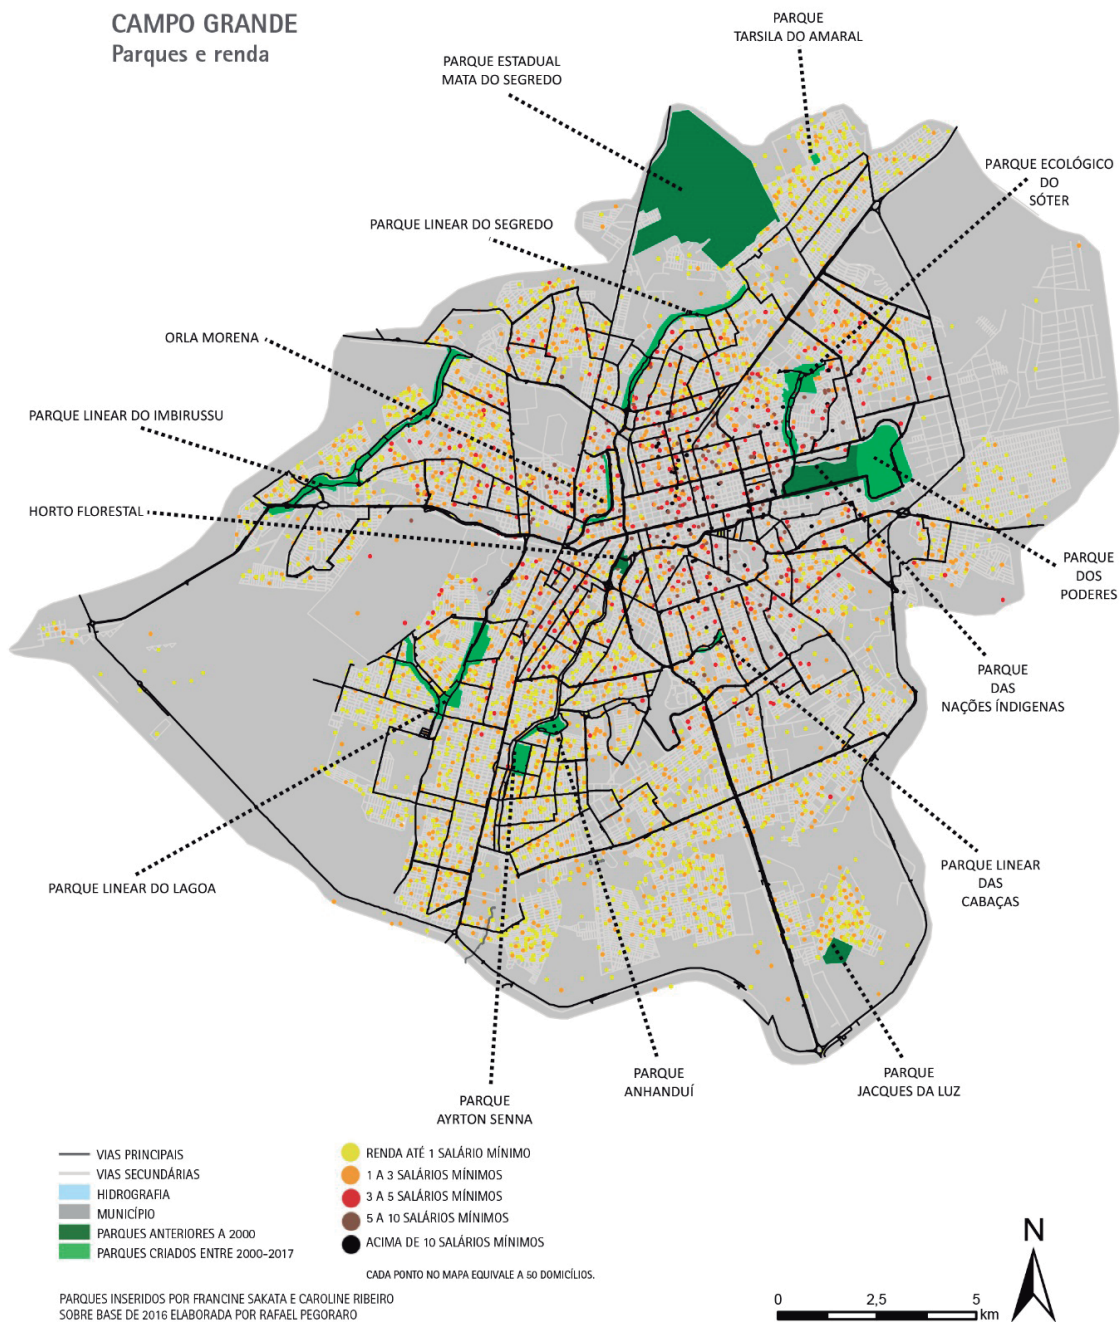 CAMPO GRANDE
Parques e renda
PARQUE
TARSILA DO AMARAL
PARQUE ESTADUAL
MATA DO SEGREDO
PARQUE ECOLÓGICO
DO
SÓTER
PARQUE LINEAR DO SEGREDO
ORLA MORENA
PARQUE LINEAR DO IMBIRUSSU
HORTO FLORESTAL
PARQUE
DOS
PODERES
PARQUE
DAS
NAÇÕES ÍNDIGENAS
PARQUE LINEAR
DAS
CABAÇAS
PARQUE LINEAR DO LAGOA
PARQUE
ANHANDUÍ
PARQUE
JACQUES DA LUZ
PARQUE
AYRTON SENNA
VIAS PRINCIPAIS
VIAS SECUNDÁRIAS
HIDROGRAFIA
MUNICÍPIO
PARQUES ANTERIORES A 2000
PARQUES CRIADOS ENTRE 2000-2017
RENDA ATÉ 1 SALÁRIO MÍNIMO
1 A 3 SALÁRIOS MÍNIMOS
3 A 5 SALÁRIOS MÍNIMOS
5 A 10 SALÁRIOS MÍNIMOS
ACIMA DE 10 SALÁRIOS MÍNIMOS
CADA PONTO NO MAPA EQUIVALE A 50 DOMICÍLIOS.
PARQUES INSERIDOS POR FRANCINE SAKATA E CAROLINE RIBEIRO
SOBRE BASE DE 2016 ELABORADA POR RAFAEL PEGORARO
0 2,5 5 km
N